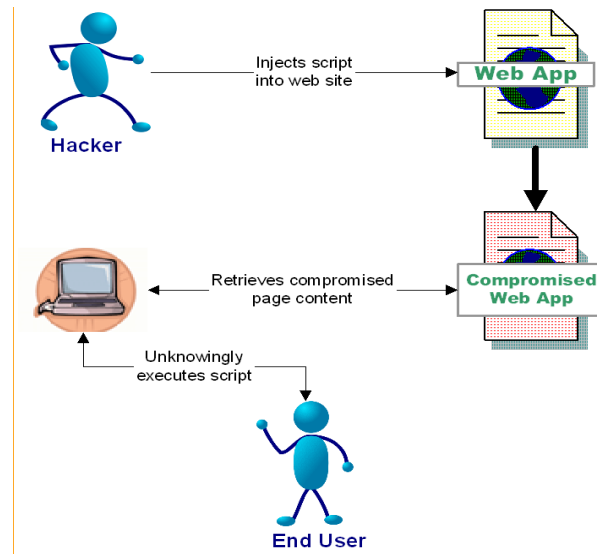 Injects script
into web site
Web App
Hacker
Retrieves compromised
page content
Compromised
Web App
Unknowingly
executes script
End User